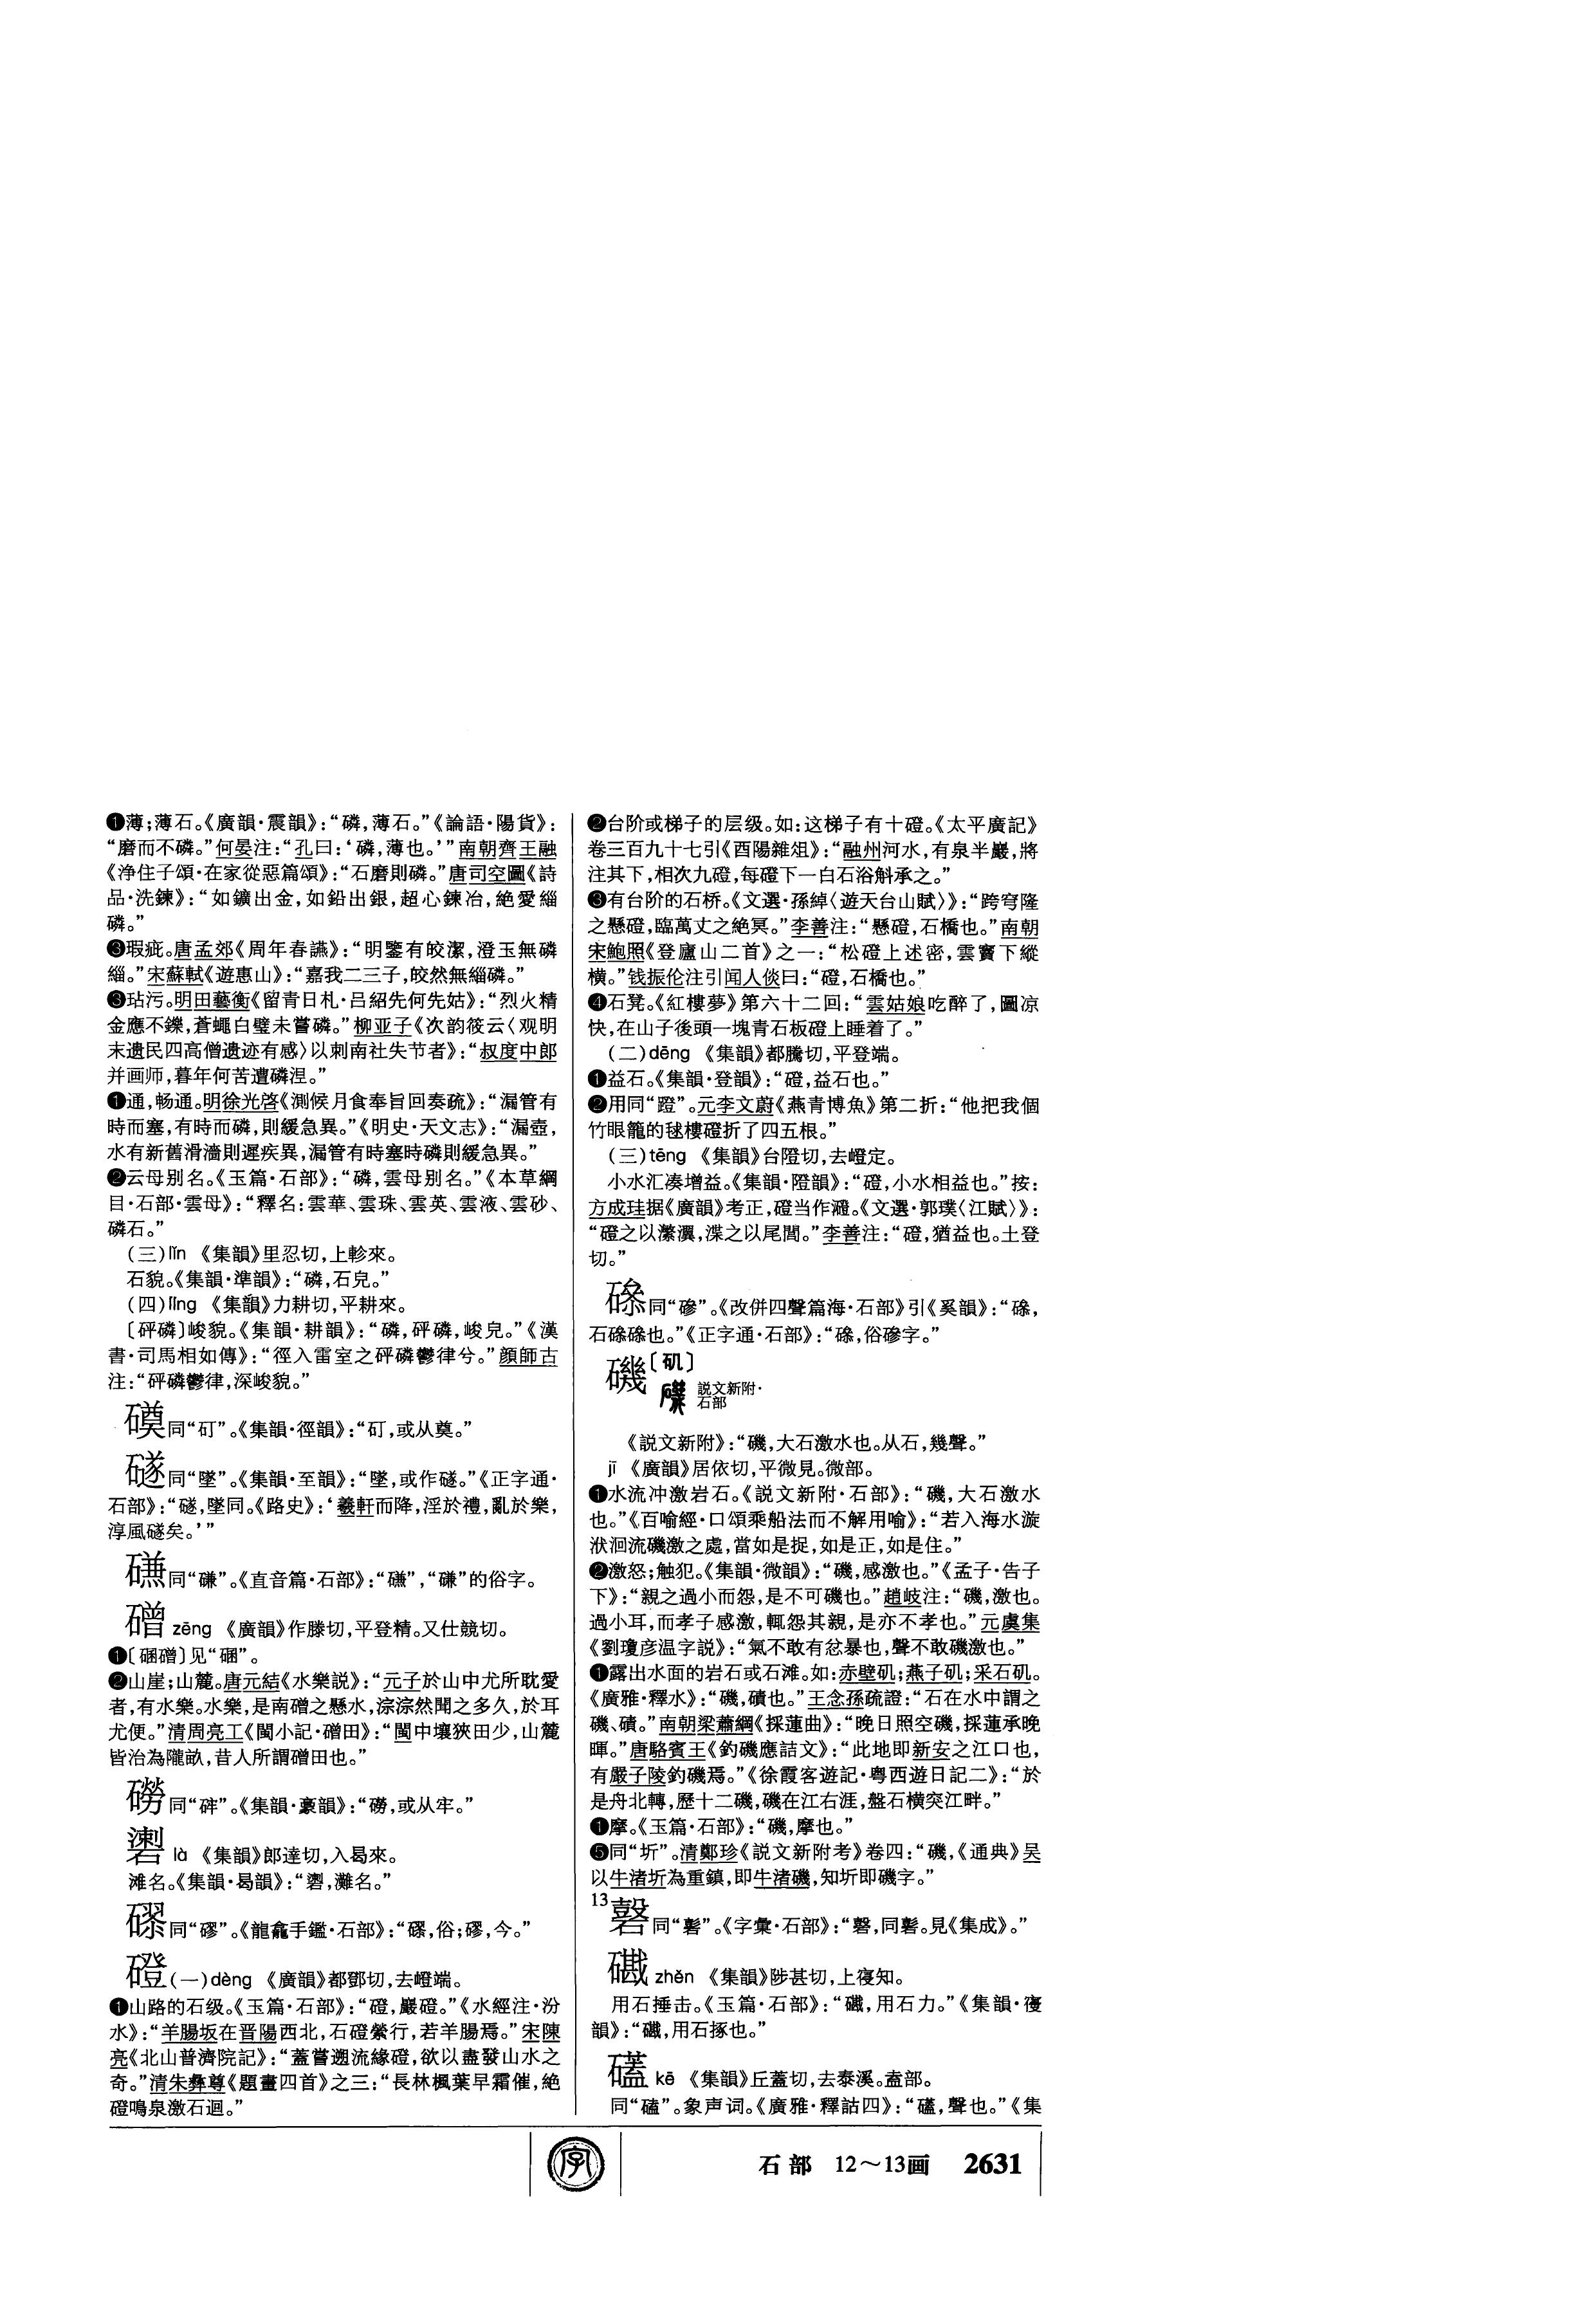 ❶薄；薄石。《廣韻·震韻》：“磷，薄石。”《論語·陽貨》：
“磨而不磷。”何晏注：“孔曰：‘磷，薄也。’”南朝齊王融
《浄住子頌·在家從惡篇頌》：“石磨則磷。”唐司空圖《詩
品·洗鍊》：“如鑛出金，如鉛出銀，超心鍊冶，絶愛緇
磷。”
❸瑕疵。唐孟郊《周年春讌》：“明鑒有皎潔，澄玉無磷
緇。”宋蘇軾《遊惠山》：“嘉我二三子，皎然無緇磷。”
❸玷污。明田藝衡《留青日札·吕紹先何先姑》：“烈火精
金應不鑠，蒼蠅白璧未嘗磷。”柳亚子《次韵筱云〈观明
末遗民四高僧遗迹有感〉以刺南社失节者》：“叔度中郎
并画师，暮年何苦遭磷涅。”
❶通，畅通。明徐光啓《測候月食奉旨回奏疏》：“漏管有
時而塞，有時而磷，則緩急異。”《明史·天文志》：“漏壺，
水有新舊滑濇則遲疾異，漏管有時塞時磷則緩急異。”
❷云母别名。《玉篇·石部》：“磷，雲母别名。”《本草綱
目·石部·雲母》：“釋名：雲華、雲珠、雲英、雲液、雲砂、
磷石。”
（三）lǐn 《集韻》里忍切，上軫來。
石貌。《集韻·準韻》：“磷，石皃。”
（四）líng 《集韻》力耕切，平耕來。
〔砰磷〕峻貌。《集韻·耕韻》：“磷，砰磷，峻皃。”《漢
書·司馬相如傳》：“徑入雷室之砰磷鬱律兮。”顔師古
注：“砰磷鬱律，深峻貌。”
同“矴”。《集韻·徑韻》：“矴，或从奠。”
䃍同“墜”。《集韻·至韻》：“墜，或作䃍。”《正字通·
石部》：“䃍，墜同。《路史》：‘羲軒而降，淫於禮，亂於樂，
淳風䃍矣。’”
同“磏”。《直音篇·石部》：“”，“磏”的俗字。
磳 zēng 《廣韻》作滕切，平登精。又仕兢切。
❶〔硱磳〕见“硱”。
❷山崖；山麓。唐元結《水樂説》：“元子於山中尤所耽愛
者，有水樂。水樂，是南磳之懸水，淙淙然聞之多久，於耳
尤便。”清周亮工《閩小記·磳田》：“閩中壤狹田少，山麓
皆治為隴畝，昔人所謂磳田也。”
磱同“䂪”。《集韻·豪韻》：“磱，或从牢。”
là 《集韻》郎達切，入曷來。
滩名。《集韻·曷韻》：“，灘名。”
同“磟”。《龍龕手鑑·石部》：“，俗；磟，今。”
磴（一）dèng 《廣韻》都鄧切，去嶝端。
❶山路的石级。《玉篇·石部》：“磴，巖磴。”《水經注·汾
水》：“羊腸坂在晋陽西北，石磴縈行，若羊腸焉。”宋陳
亮《北山普濟院記》：“蓋嘗遡流緣磴，欲以盡發山水之
奇。”清朱彝尊《題畫四首》之三：“長林楓葉早霜催，絶
磴鳴泉激石迴。”
❷台阶或梯子的层级。如：这梯子有十磴。《太平廣記》
卷三百九十七引《酉陽雜俎》：“融州河水，有泉半巖，將
注其下，相次九磴，每磴下一白石浴斛承之。”
❸有台阶的石桥。《文選·孫綽〈遊天台山賦〉》：“跨穹隆
之懸磴，臨萬丈之絶冥。”李善注：“懸磴，石橋也。”南朝
宋鮑照《登廬山二首》之一：“松磴上迷密，雲竇下縱
横。”钱振伦注引闻人倓曰：“磴，石橋也。”
❹石凳。《紅樓夢》第六十二回：“雲姑娘吃醉了，圖凉
快，在山子後頭一塊青石板磴上睡着了。”
（二）dēng 《集韻》都騰切，平登端。
❶益石。《集韻·登韻》：“磴，益石也。”
❷用同“蹬”。元李文蔚《燕青博魚》第二折：“他把我個
竹眼籠的毬樓磴折了四五根。”
（三）tēng 《集韻》台隥切，去嶝定。
小水汇凑增益。《集韻·隥韻》：“磴，小水相益也。”按：
方成珪据《廣韻》考正，磴当作𤂃。《文選·郭璞〈江賦〉》：
“磴之以瀿瀷，渫之以尾閭。”李善注：“磴，猶益也。土登
切。”
同“磣”。《改併四聲篇海·石部》引《奚韻》：“，
石也。”《正字通·石部》：“，俗磣字。”
磯〔矶〕
説文新附·
石部
《説文新附》：“磯，大石激水也。从石，幾聲。”
jī 《廣韻》居依切，平微見。微部。
❶水流冲激岩石。《説文新附·石部》：“磯，大石激水
也。”《百喻經·口頌乘船法而不解用喻》：“若入海水漩
洑洄流磯激之處，當如是捉，如是正，如是住。”
❷激怒；触犯。《集韻·微韻》：“磯，感激也。”《孟子·告子
下》：“親之過小而怨，是不可磯也。”趙岐注：“磯，激也。
過小耳，而孝子感激，輒怨其親，是亦不孝也。”元虞集
《劉瓊彦温字説》：“氣不敢有忿暴也，聲不敢磯激也。”
❶露出水面的岩石或石滩。如：赤壁矶；燕子矶；采石矶。
《廣雅·釋水》：“磯，磧也。”王念孫疏證：“石在水中謂之
磯、磧。”南朝梁蕭綱《採蓮曲》：“晚日照空磯，採蓮承晚
暉。”唐駱賓王《釣磯應詰文》：“此地即新安之江口也，
有嚴子陵釣磯焉。”《徐霞客遊記·粤西遊日記二》：“於
是舟北轉，歷十二磯，磯在江右涯，盤石横突江畔。”
❶摩。《玉篇·石部》：“磯，摩也。”
❺同“圻”。清鄭珍《説文新附考》卷四：“磯，《通典》吴
以牛渚圻為重鎮，即牛渚磯，知圻即磯字。”
13
同“”。《字彙·石部》：“，同。見《集成》。”
zhěn 《集韻》陟甚切，上寑知。
用石捶击。《玉篇·石部》：“，用石力。”《集韻·寑
韻》：“，用石㧻也。”
礚 kē 《集韻》丘蓋切，去泰溪。盍部。
同“磕”。象声词。《廣雅·釋詁四》：“礚，聲也。”《集
字
石部 12～13画 2631